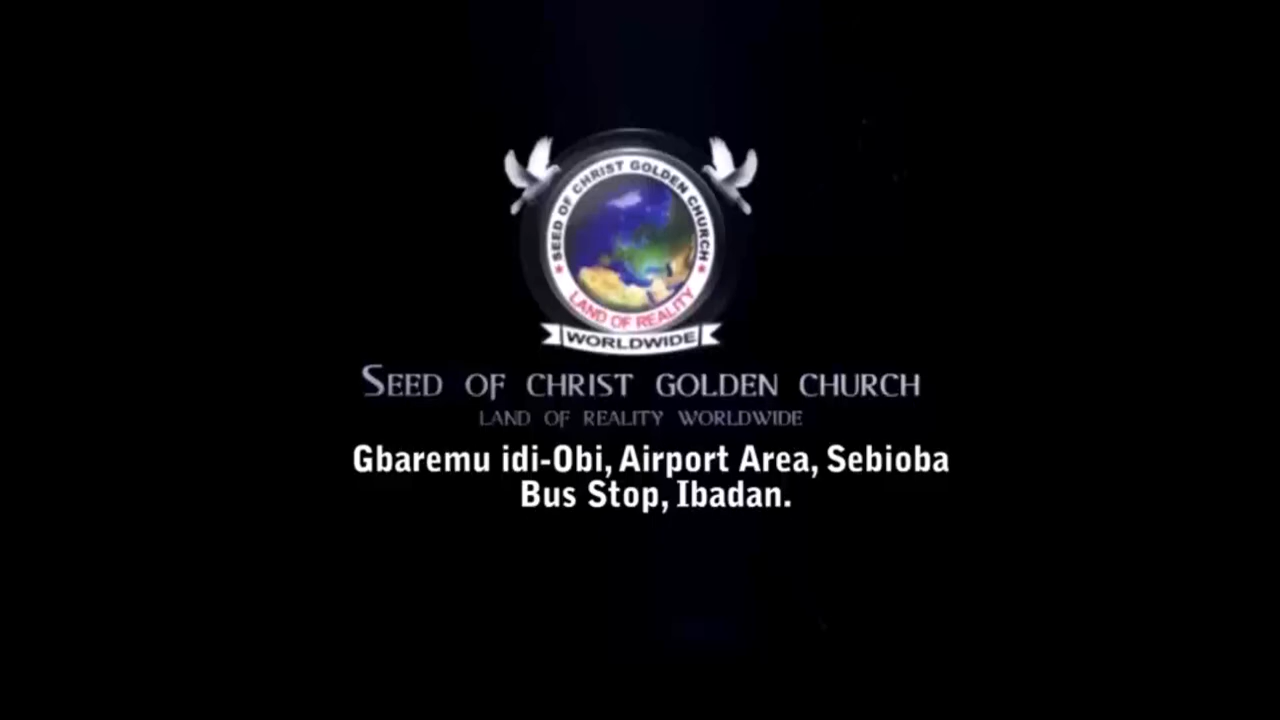 SEED OF CHRIST GOLDEN CHURCH
LAND OF REALITY
WORLDWIDE
SEED OF CHRIST GOLDEN CHURCH
LAND OF REALITY WORLDWIDE
Gbaremu idi-Obi, Airport Area, Sebioba
Bus Stop, Ibadan.